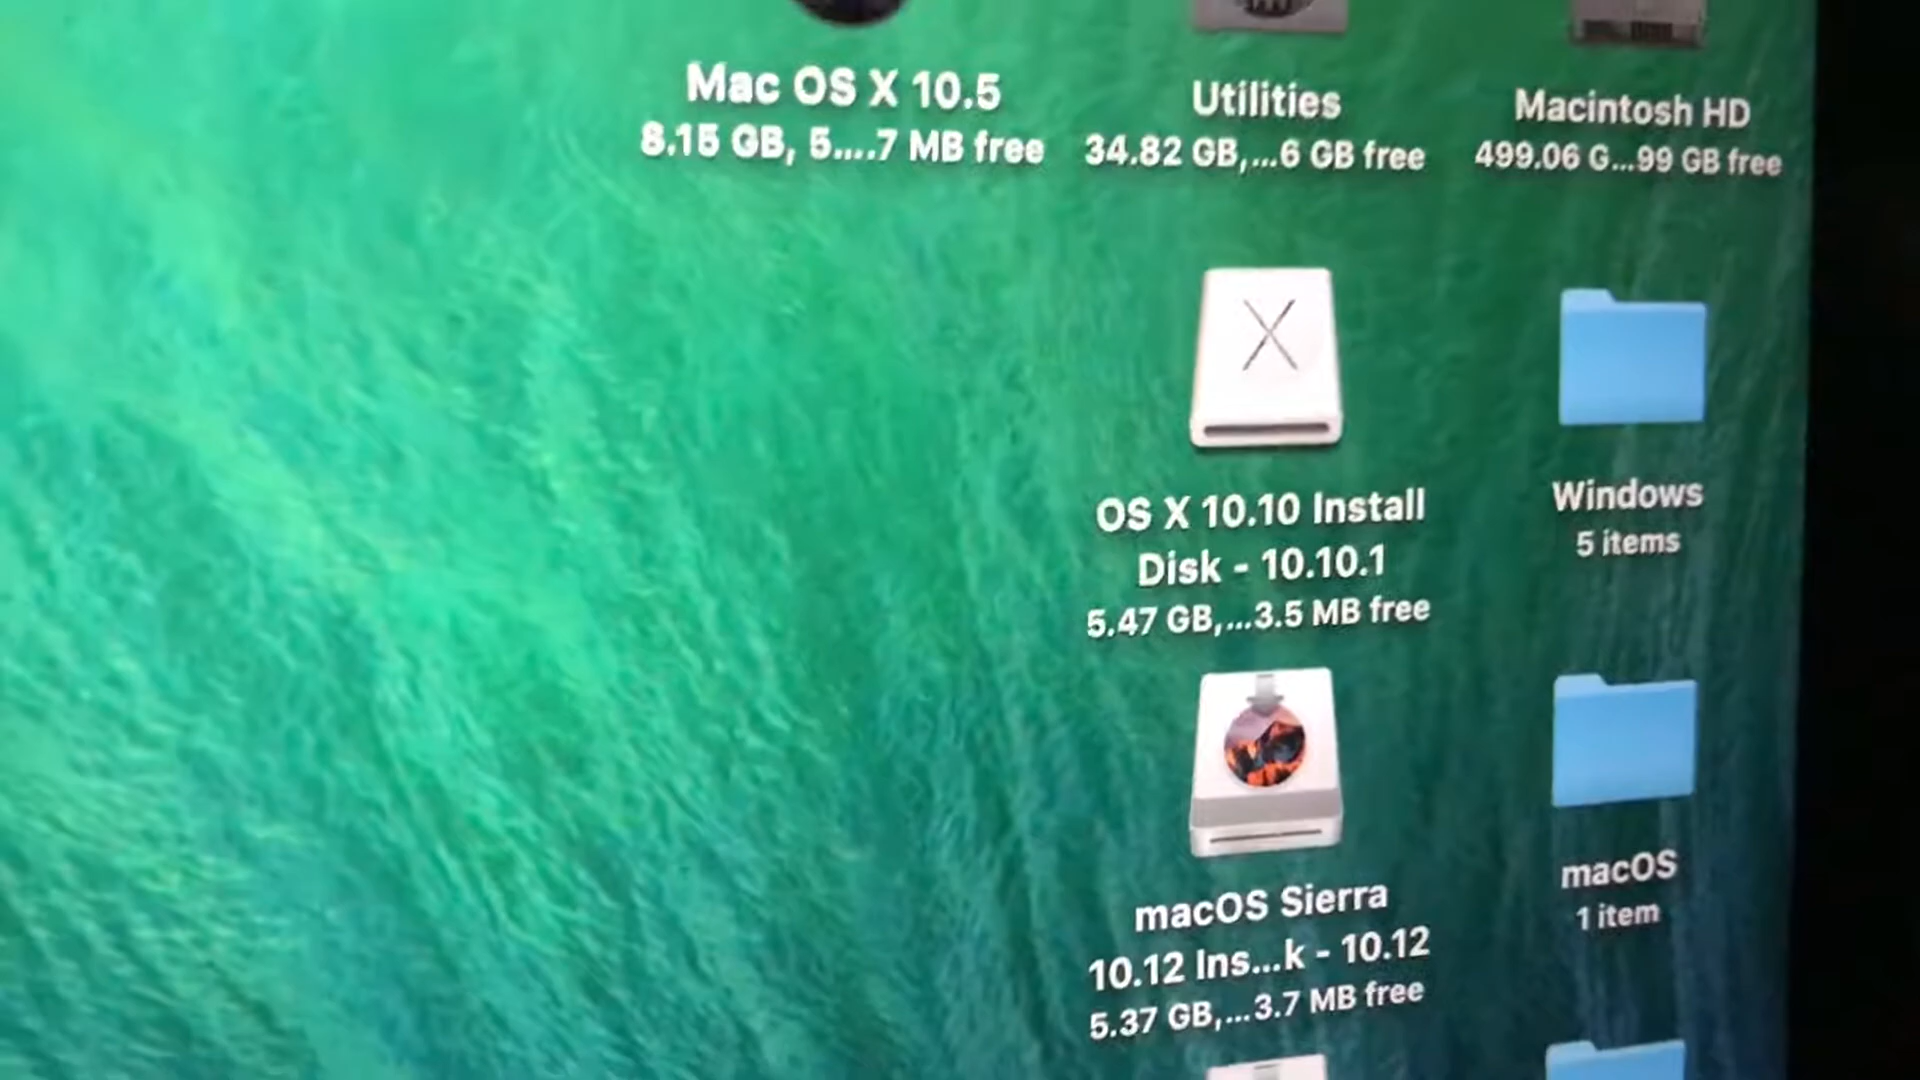 Mac OS X 10.5
8.15 GB, 5....7 MB free
Utilities
34.82 GB,...6 GB free
Macintosh HD
499.06 G...99 GB free
OS X 10.10 Install
Disk - 10.10.1
5.47 GB,...3.5 MB free
Windows
5 items
macOS Sierra
10.12 Ins...k - 10.12
5.37 GB,...3.7 MB free
macOS
1 item